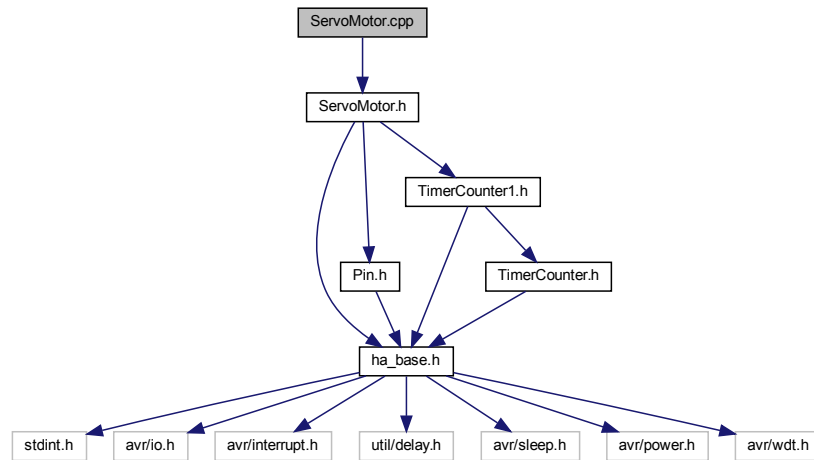 ServoMotor.cpp
ServoMotor.h
TimerCounter1.h
Pin.h
TimerCounter.h
ha_base.h
stdint.h
avr/io.h
avr/interrupt.h
util/delay.h
avr/sleep.h
avr/power.h
avr/wdt.h